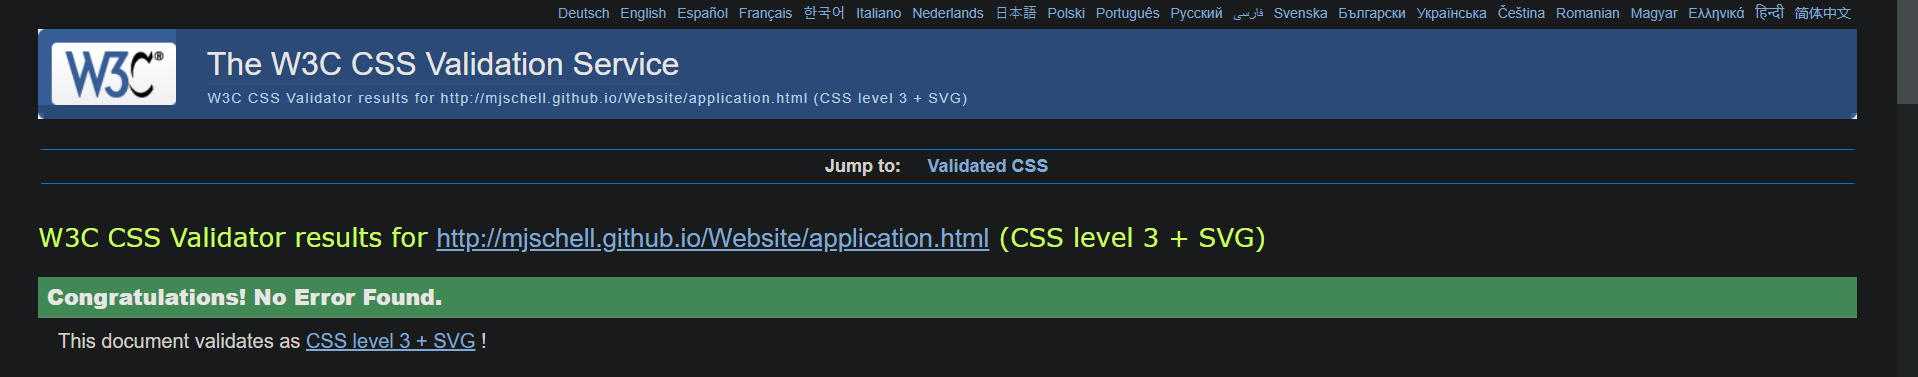 Deutsch English Español Français 한국어 Italiano Nederlands 日本語 Polski Português Русский فارسی Svenska Български Українська Čeština Romanian Magyar Ελληνικά हिन्दी 简体中文
W3C®
The W3C CSS Validation Service
W3C CSS Validator results for http://mjschell.github.io/Website/application.html (CSS level 3 + SVG)
Jump to: Validated CSS
W3C CSS Validator results for http://mjschell.github.io/Website/application.html (CSS level 3 + SVG)
Congratulations! No Error Found.
This document validates as CSS level 3 + SVG !